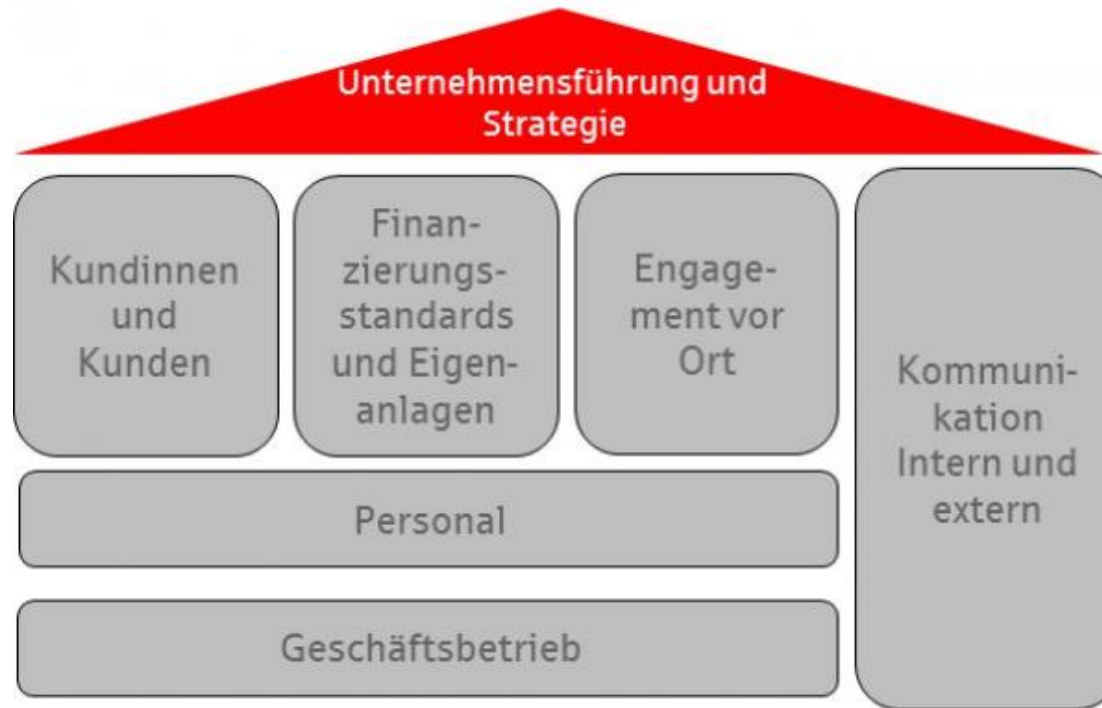 Unternehmensführung und
Strategie
Kundinnen
und
Kunden
Finan-
zierungs-
standards
und Eigen-
anlagen
Engage-
ment vor
Ort
Kommuni-
kation
Intern und
extern
Personal
Geschäftsbetrieb